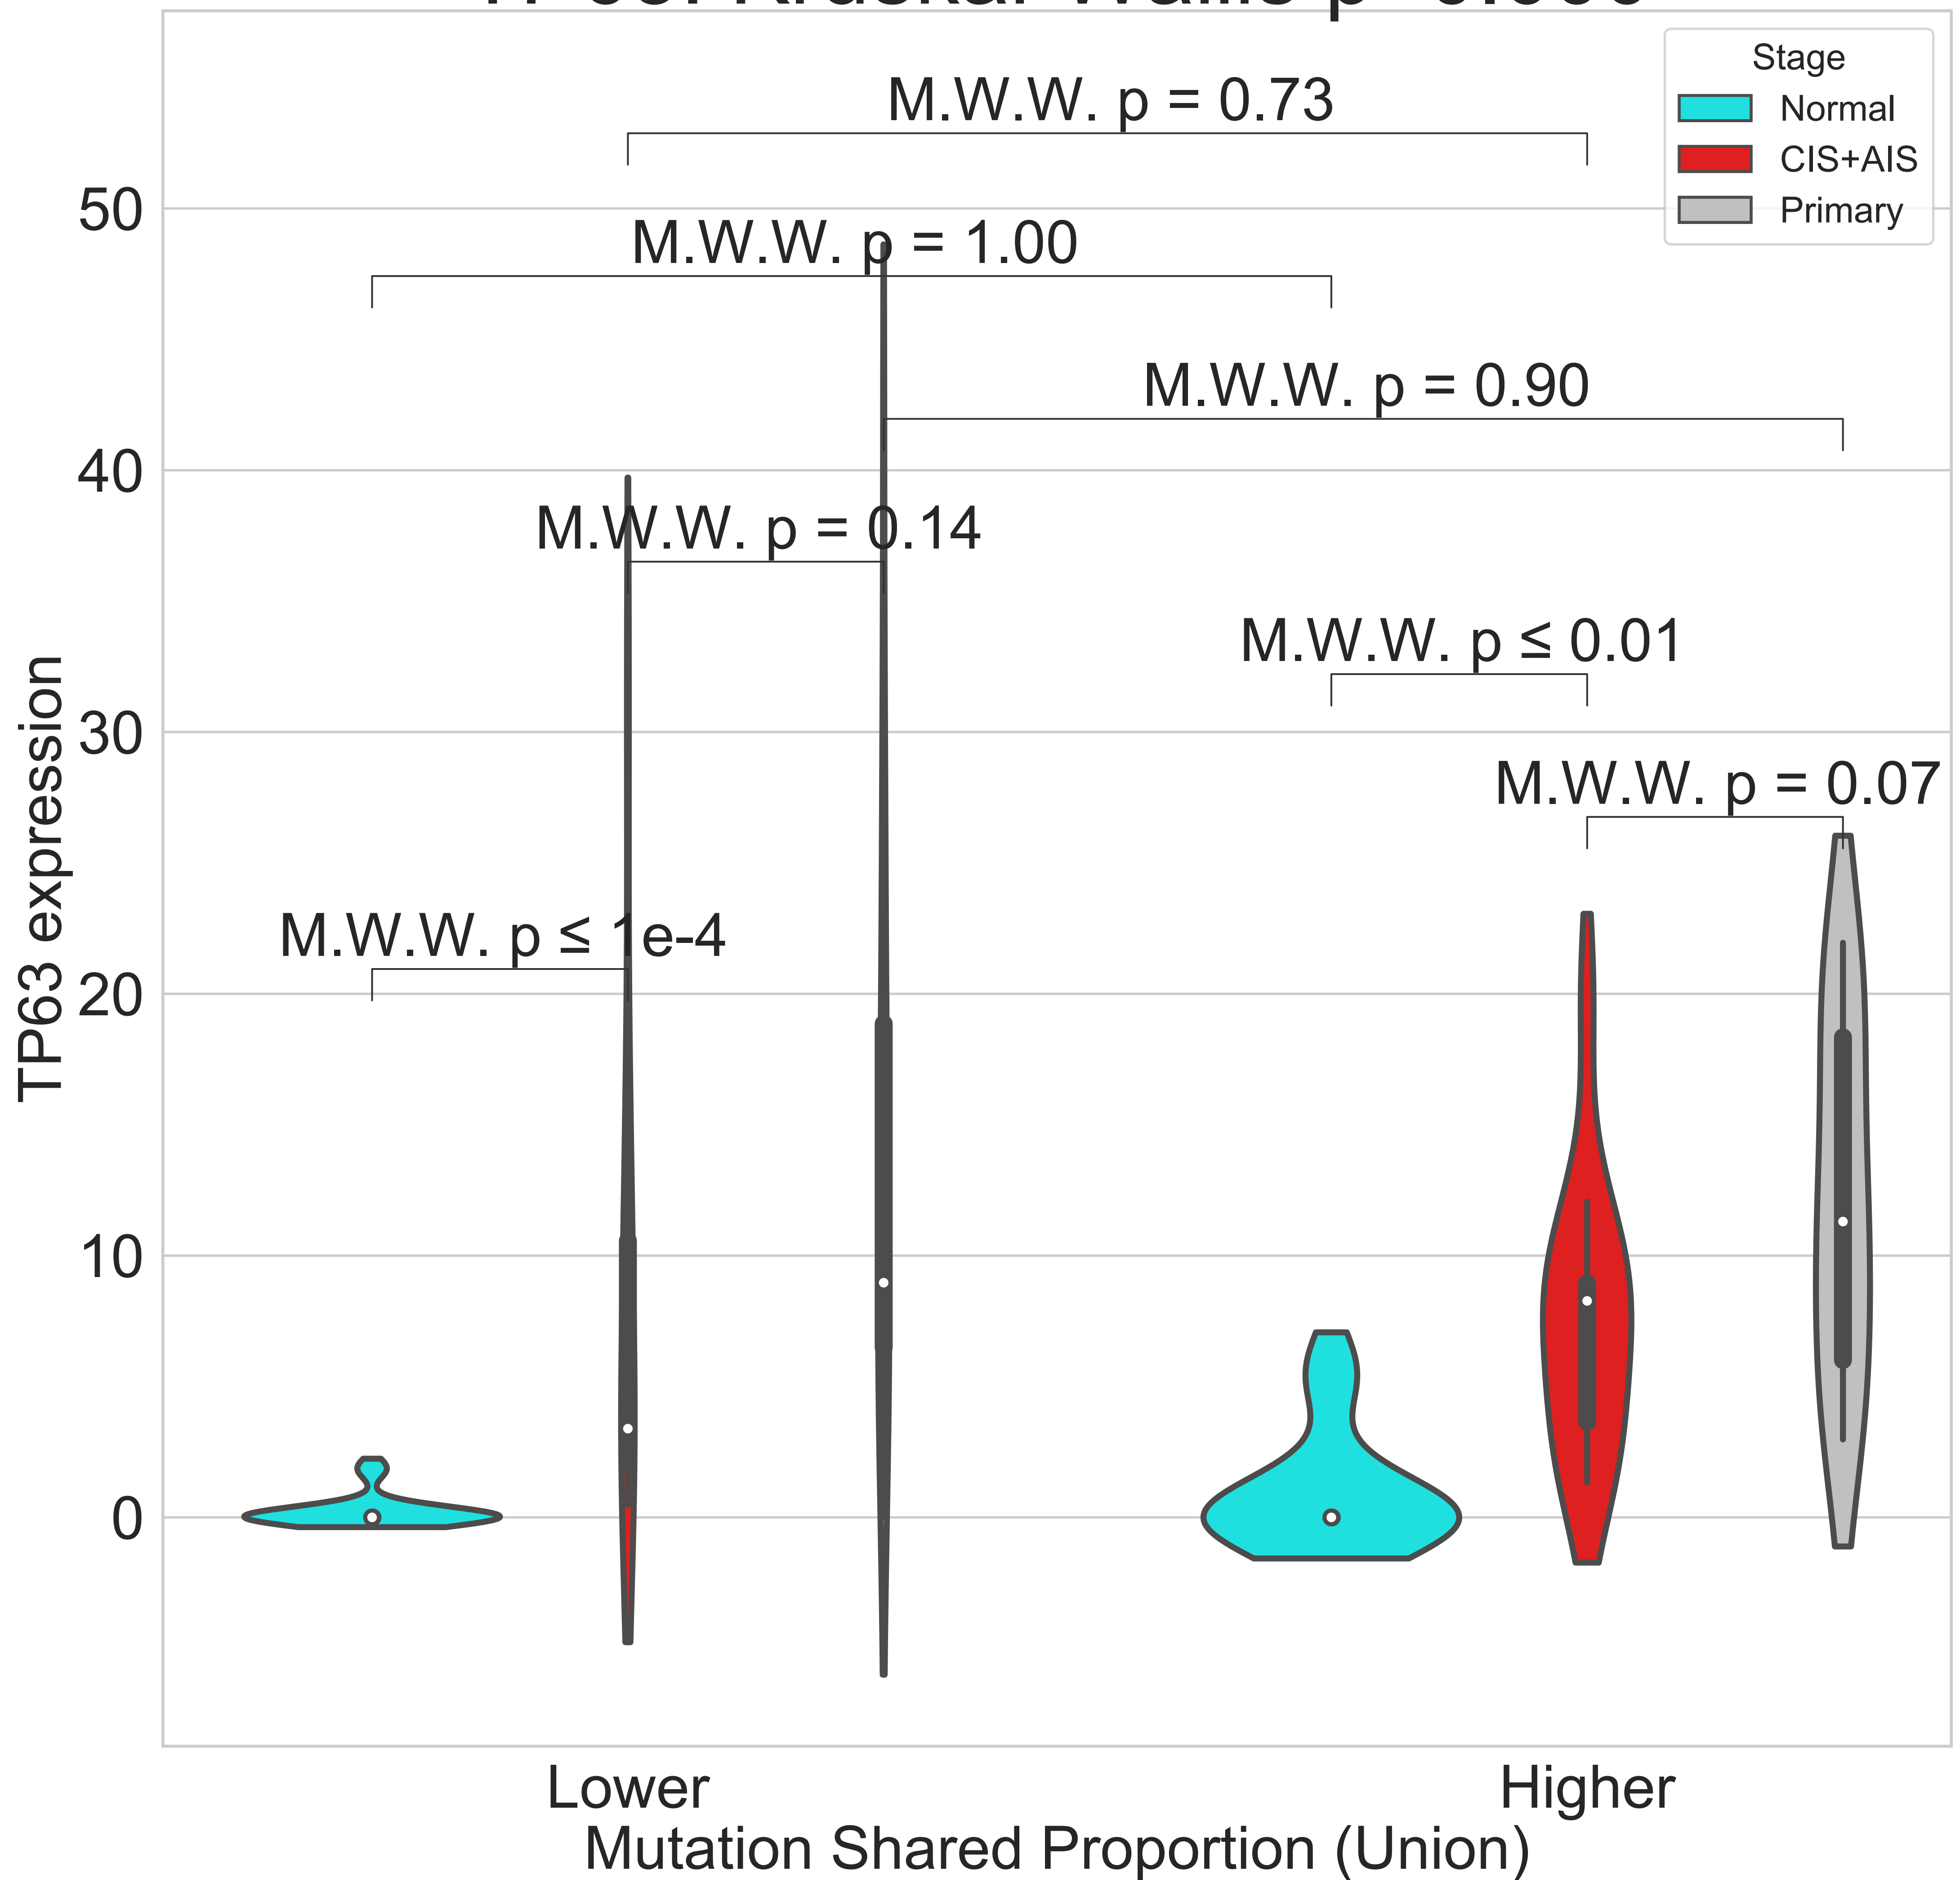 Stage
Normal
CIS+AIS
Primary
M.W.W. p = 0.73
M.W.W. p = 1.00
M.W.W. p = 0.90
M.W.W. p = 0.14
M.W.W. p ≤ 0.01
M.W.W. p = 0.07
M.W.W. p ≤ 1e-4
50
40
30
20
10
0
TP63 expression
Lower
Higher
Mutation Shared Proportion (Union)